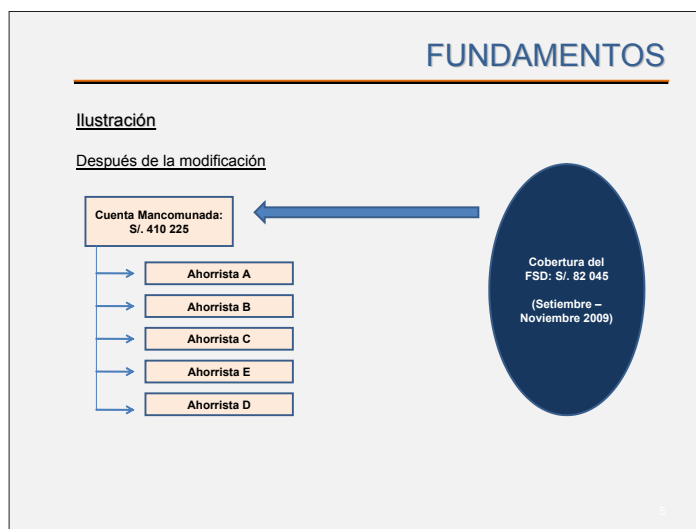 FUNDAMENTOS
Ilustración
Después de la modificación
Cuenta Mancomunada:
S/. 410 225
Ahorrista A
Ahorrista B
Ahorrista C
Ahorrista E
Ahorrista D
Cobertura del
FSD: S/. 82 045
(Setiembre –
Noviembre 2009)